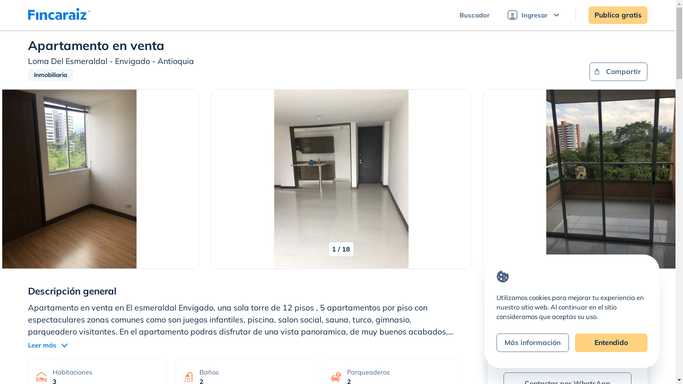 Fincaraiz
Buscador
Ingresar
Publica gratis
Apartamento en venta
Loma Del Esmeraldal - Envigado - Antioquia
Inmobiliaria
Compartir
1 / 18
Descripción general
Apartamento en venta en El esmeraldal Envigado, una sola torre de 12 pisos , 5 apartamentos por piso con
espectaculares zonas comunes como son juegos infantiles, piscina, salon social, sauna, turco, gimnasio,
parqueadero visitantes. En el apartamento podras disfrutar de una vista panoramica, de muy buenos acabados,...
Leer más
Habitaciones
3
Baños
2
Parqueaderos
2
Utilizamos cookies para mejorar tu experiencia en
nuestro sitio web. Al continuar en el sitio
consideramos que aceptas su uso.
Más información
Entendido
Contactar por WhatsApp